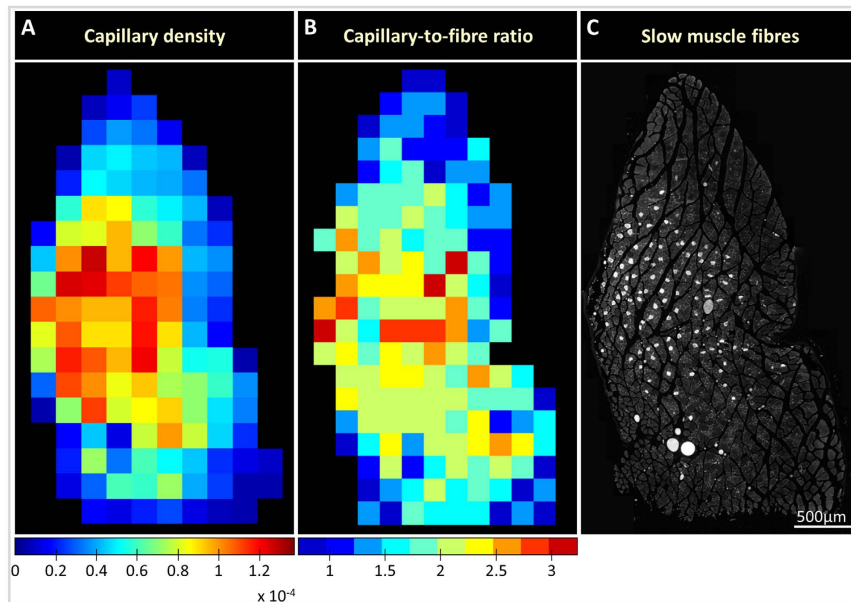 A Capillary density
B Capillary-to-fibre ratio
C Slow muscle fibres
500μm
0 0.2 0.4 0.6 0.8 1 1.2
x 10⁻⁴
1 1.5 2 2.5 3